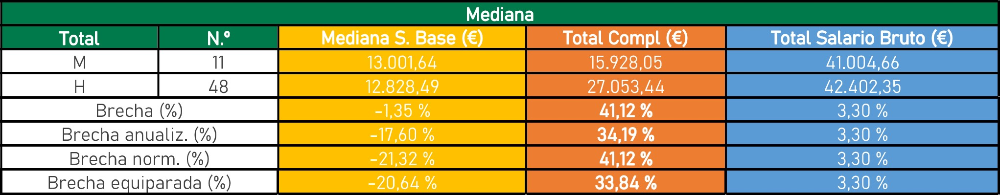 Mediana
Total N.º Mediana S. Base (€) Total Compl (€) Total Salario Bruto (€)
M 11 13.001,64 15.928,05 41.004,66
H 48 12.828,49 27.053,44 42.402,35
Brecha (%) -1,35 % 41,12 % 3,30 %
Brecha anualiz. (%) -17,60 % 34,19 % 3,30 %
Brecha norm. (%) -21,32 % 41,12 % 3,30 %
Brecha equiparada (%) -20,64 % 33,84 % 3,30 %